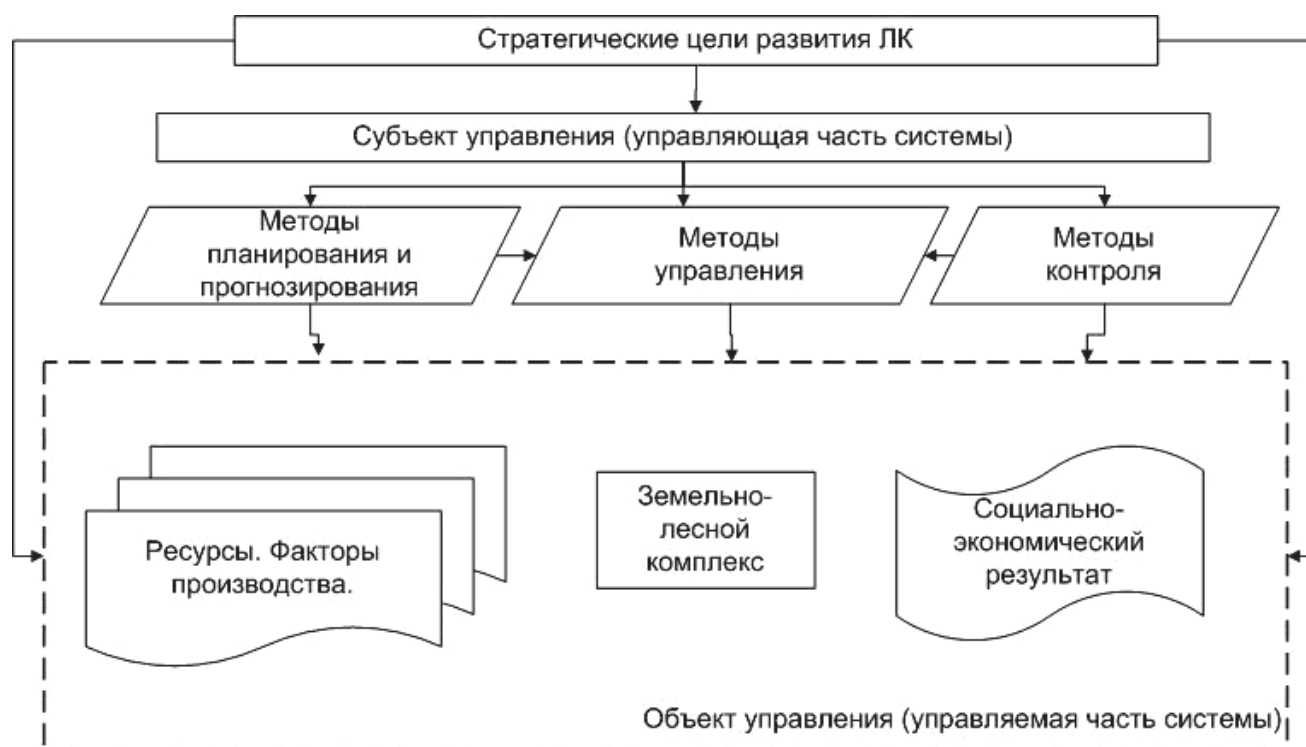 Стратегические цели развития ЛК
Субъект управления (управляющая часть системы)
Методы
планирования и
прогнозирования
Методы
управления
Методы
контроля
Ресурсы. Факторы
производства.
Земельно-
лесной
комплекс
Социально-
экономический
результат
Объект управления (управляемая часть системы)